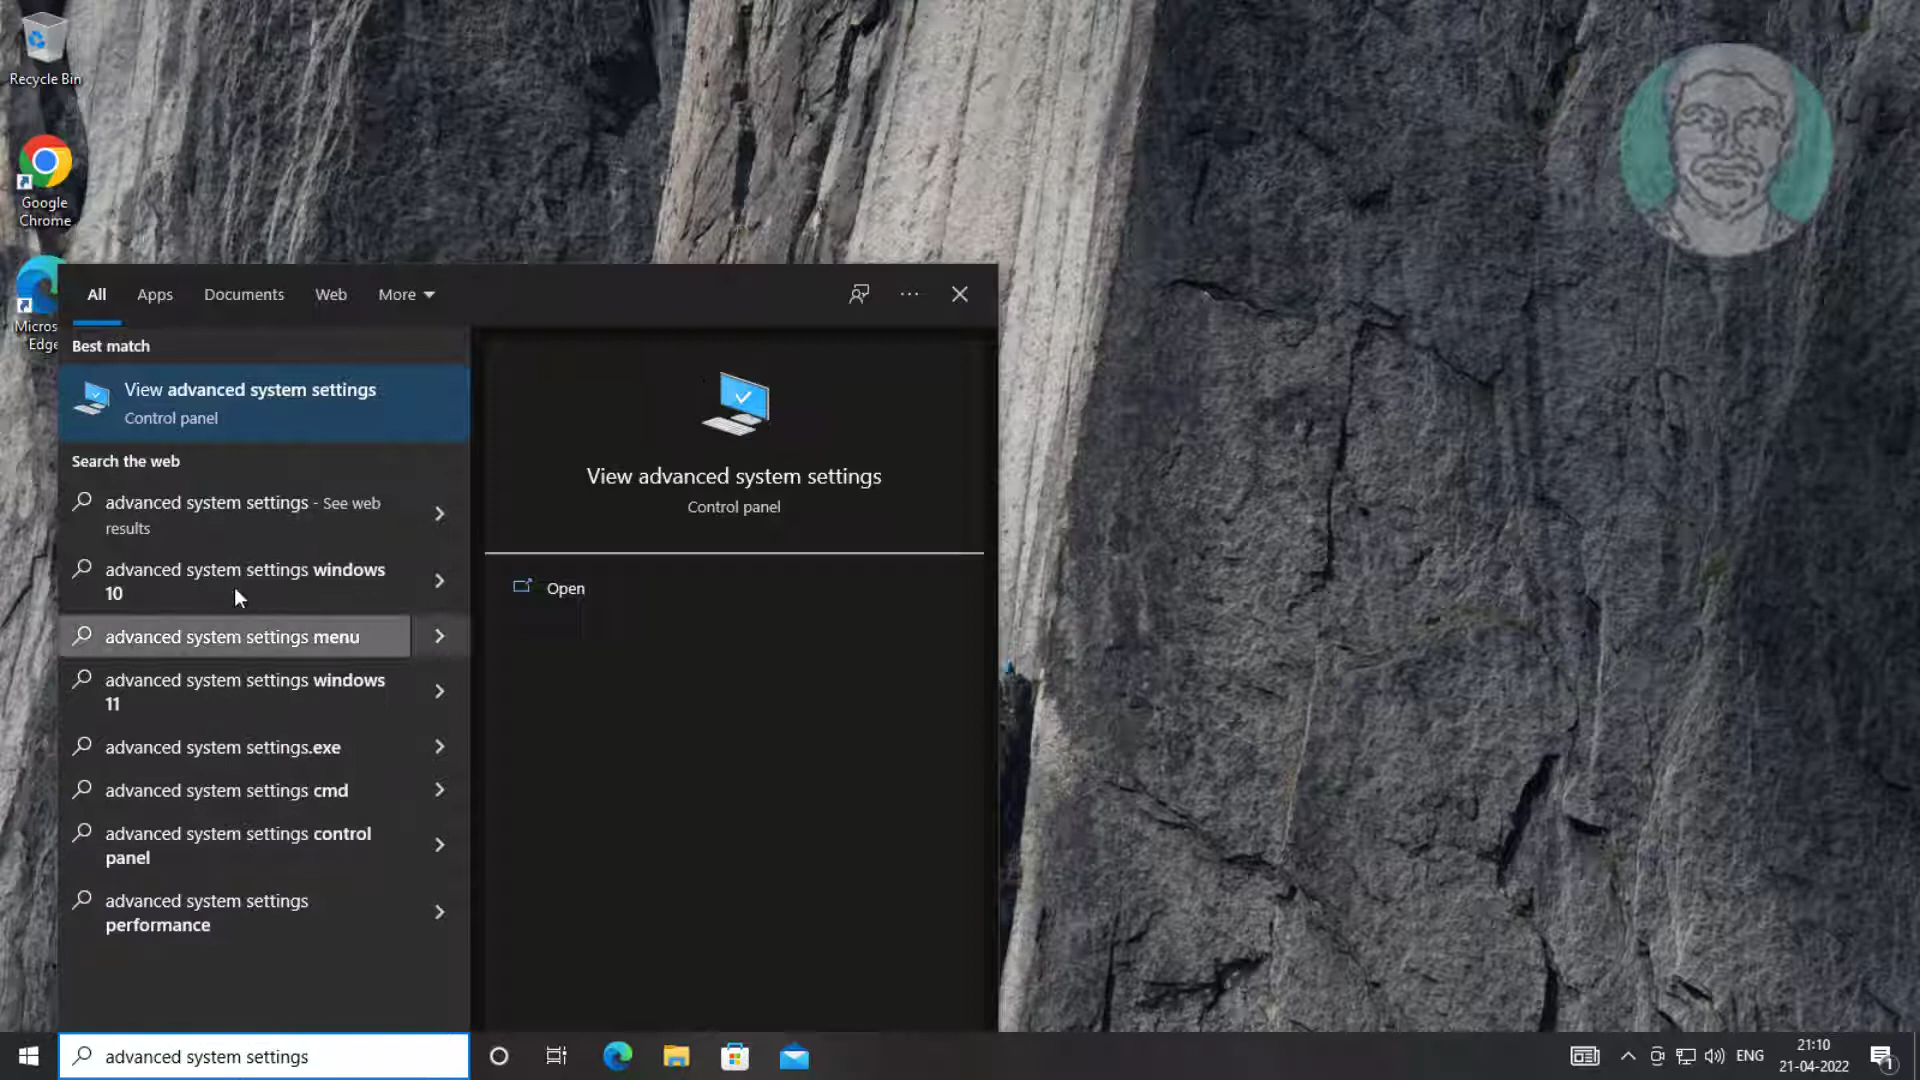 Recycle Bin
Google
Chrome
Micros
Edge
All
Apps
Documents
Web
More
Best match
View advanced system settings
Control panel
Search the web
advanced system settings - See web
results
advanced system settings windows
10
advanced system settings menu
advanced system settings windows
11
advanced system settings.exe
advanced system settings cmd
advanced system settings control
panel
advanced system settings
performance
View advanced system settings
Control panel
Open
advanced system settings
ENG
21:10
21-04-2022
1